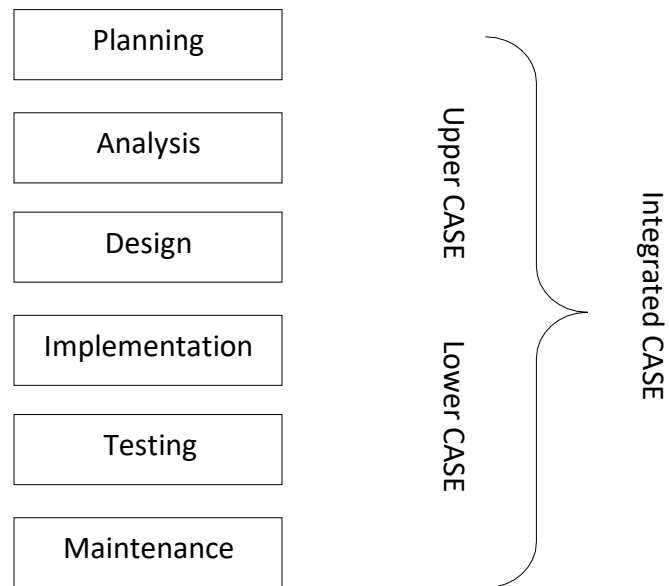 Planning
Analysis
Design
Implementation
Testing
Maintenance
Upper CASE
Lower CASE
Integrated CASE